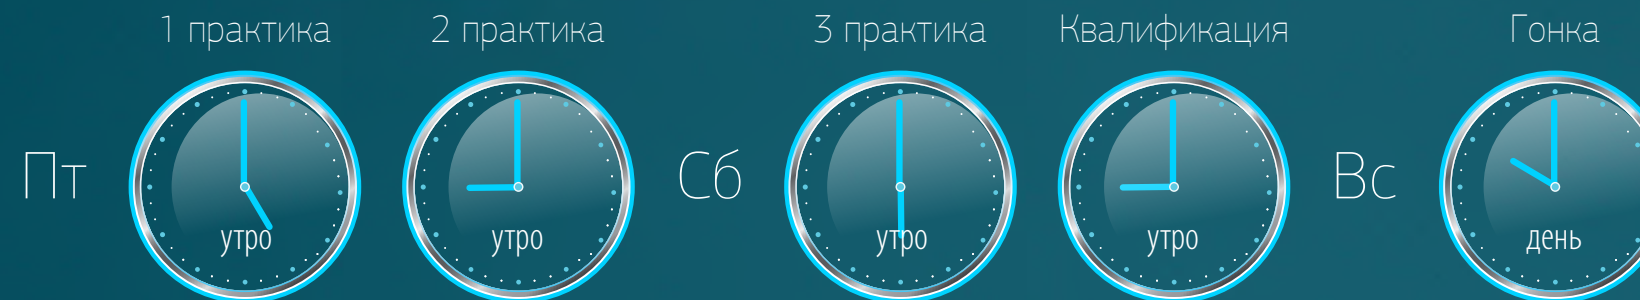 1 практика
2 практика
3 практика
Квалификация
Гонка
Пт
Сб
Вс
утро
утро
утро
утро
день